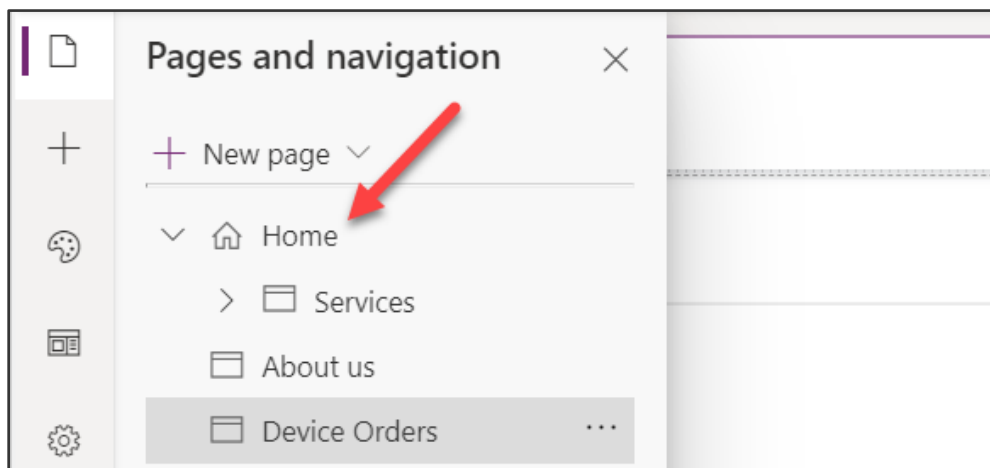 Pages and navigation
New page
Home
Services
About us
Device Orders